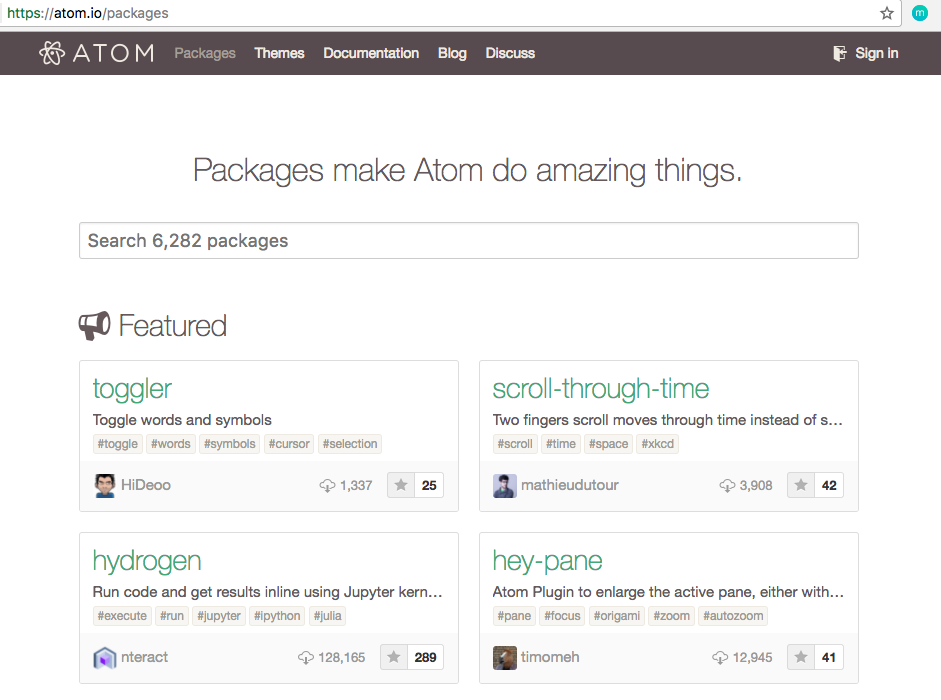 https://atom.io/packages
m
ATOM Packages Themes Documentation Blog Discuss Sign in
Packages make Atom do amazing things.
Search 6,282 packages
Featured
toggler
Toggle words and symbols
#toggle #words #symbols #cursor #selection
HiDeoo 1,337 25
scroll-through-time
Two fingers scroll moves through time instead of s…
#scroll #time #space #xkcd
mathieudutour 3,908 42
hydrogen
Run code and get results inline using Jupyter kern…
#execute #run #jupyter #ipython #julia
nteract 128,165 289
hey-pane
Atom Plugin to enlarge the active pane, either with…
#pane #focus #origami #zoom #autozoom
timomeh 12,945 41